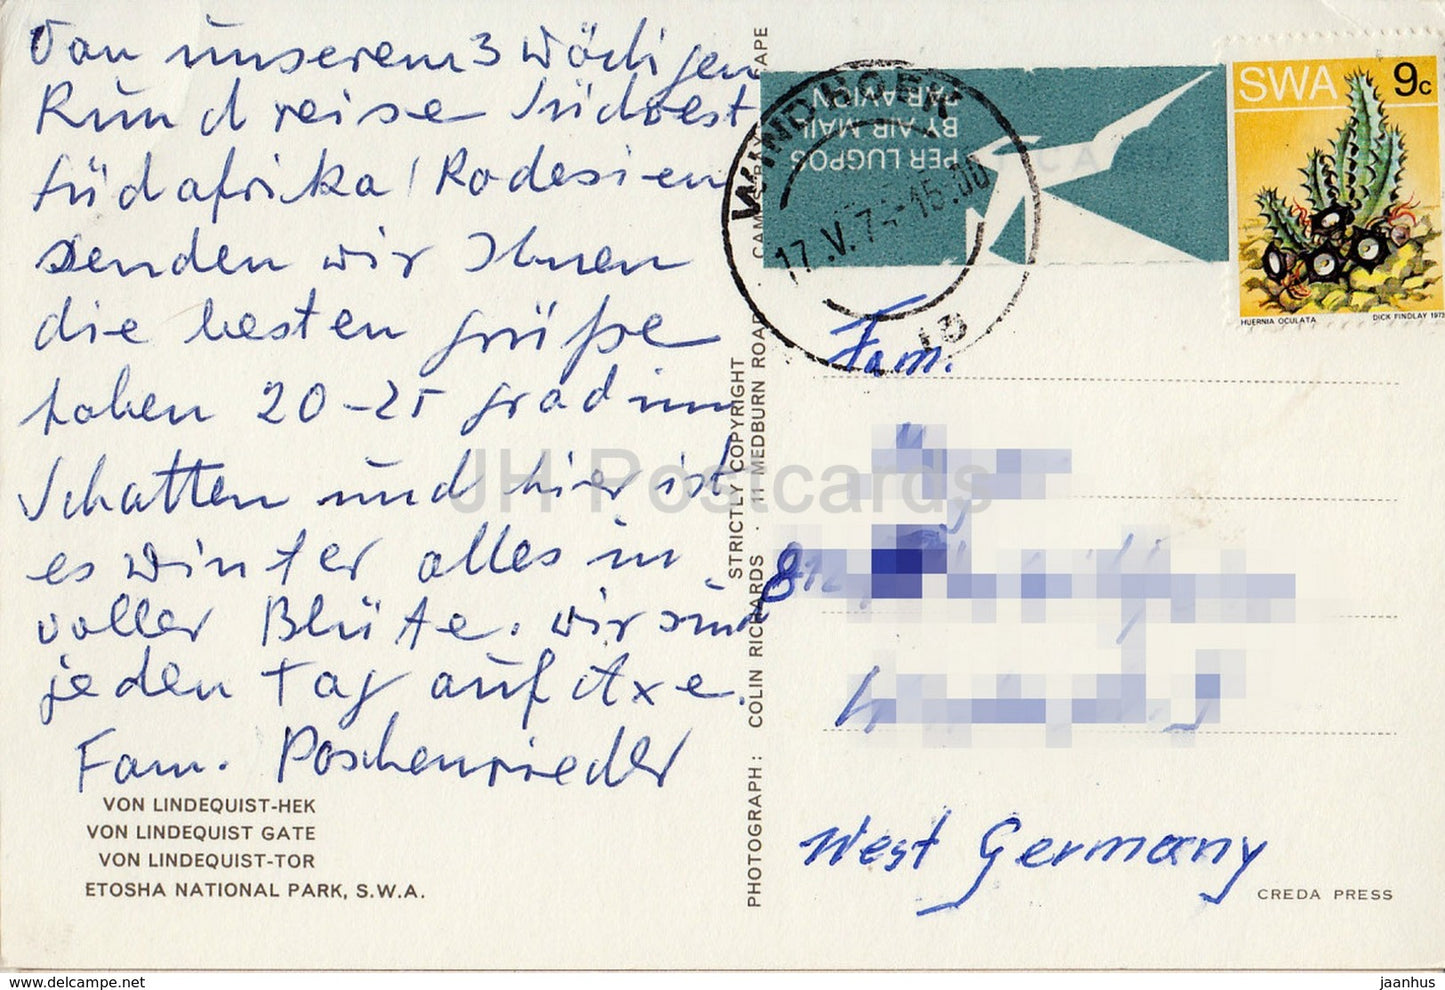 Von unserem 3 wöchigen
Rundreise Südwest
Südafrika / Rodesien
senden wir Ihnen
die besten grüße
haben 20-25 grad im
Schatten und hier ist
es Winter alles in
voller Blüte. wir sind
jeden Tag auf Axe.
Fam. Poschenrieder
VON LINDEQUIST-HEK
VON LINDEQUIST GATE
VON LINDEQUIST-TOR
ETOSHA NATIONAL PARK, S.W.A.
STRICTLY COPYRIGHT
PHOTOGRAPH: COLIN RICHARDS · 11 MEDBURN ROAD
PER LUGPOS
BY AIR MAIL
PAR AVION
WINDHOEK
17.V.7 -15.00
SWA 9c
HUERNIA OCULATA DICK FINDLAY 1973
Fam.
West Germany
CREDA PRESS
JH Postcards
www.delcampe.net
jaanhus